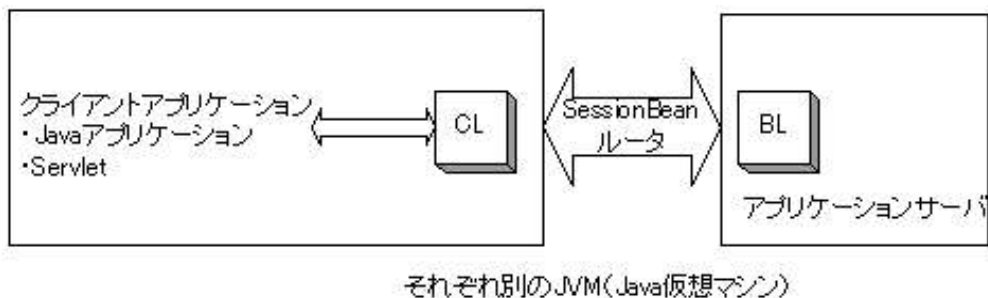 クライアントアプリケーション
・Javaアプリケーション
・Servlet
CL
SessionBean
ルータ
BL
アプリケーションサーバ
それぞれ別のJVM(Java仮想マシン)